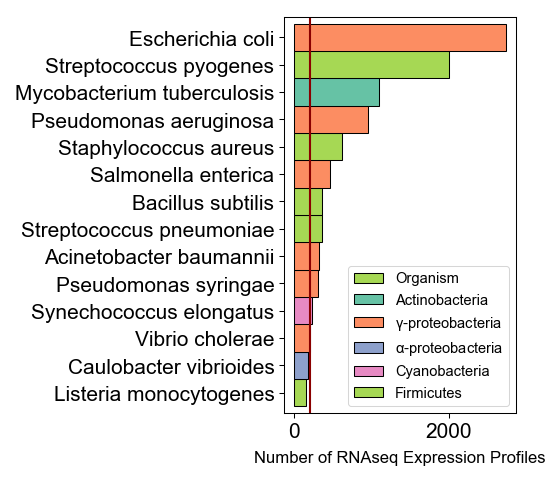 Escherichia coli
Streptococcus pyogenes
Mycobacterium tuberculosis
Pseudomonas aeruginosa
Staphylococcus aureus
Salmonella enterica
Bacillus subtilis
Streptococcus pneumoniae
Acinetobacter baumannii
Pseudomonas syringae
Synechococcus elongatus
Vibrio cholerae
Caulobacter vibrioides
Listeria monocytogenes
Organism
Actinobacteria
γ-proteobacteria
α-proteobacteria
Cyanobacteria
Firmicutes
0 2000
Number of RNAseq Expression Profiles